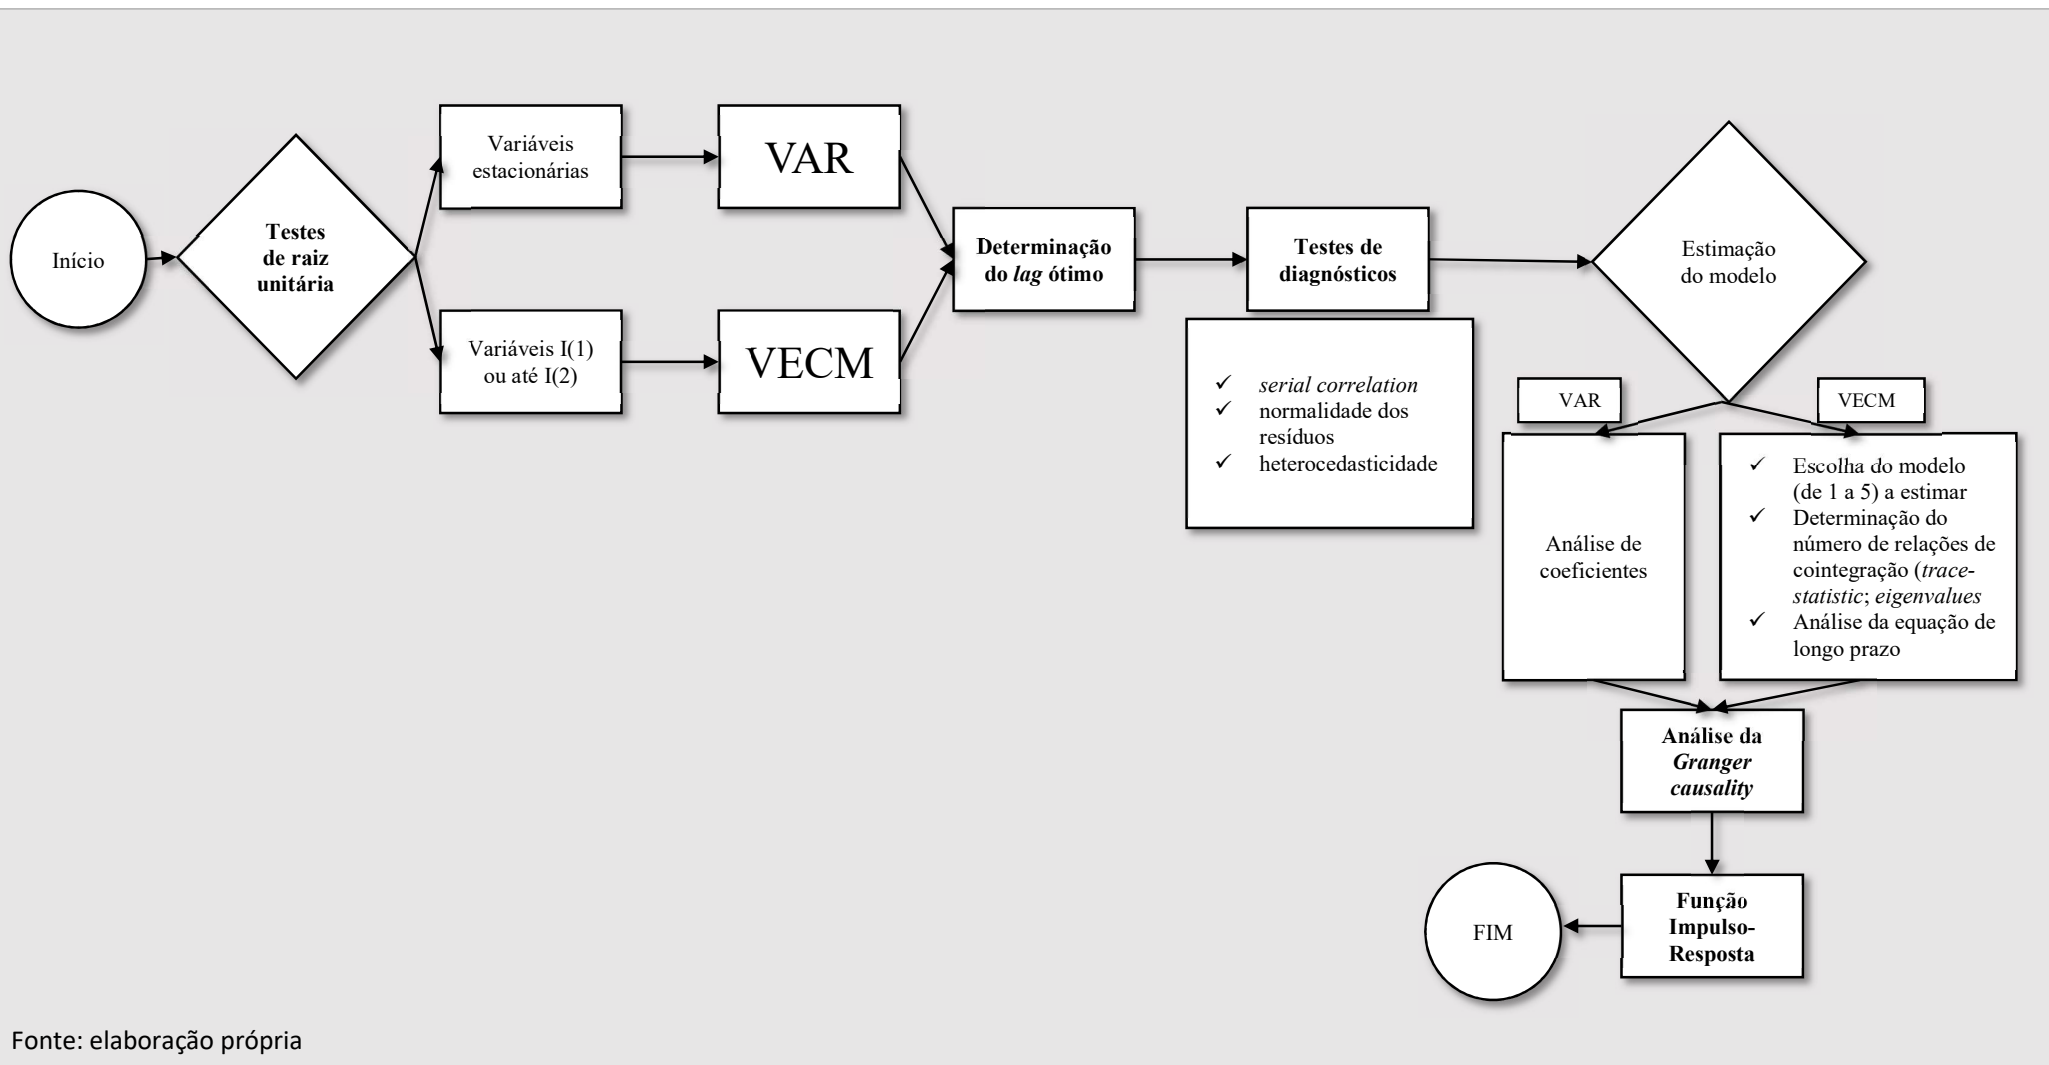 Início
Testes
de raiz
unitária
Variáveis
estacionárias
VAR
Variáveis I(1)
ou até I(2)
VECM
Determinação
do lag ótimo
Testes de
diagnósticos
✓ serial correlation
✓ normalidade dos
resíduos
✓ heterocedasticidade
Estimação
do modelo
VAR
VECM
Análise de
coeficientes
✓ Escolha do modelo
(de 1 a 5) a estimar
✓ Determinação do
número de relações de
cointegração (trace-
statistic; eigenvalues
✓ Análise da equação de
longo prazo
Análise da
Granger
causality
Função
Impulso-
Resposta
FIM
Fonte: elaboração própria